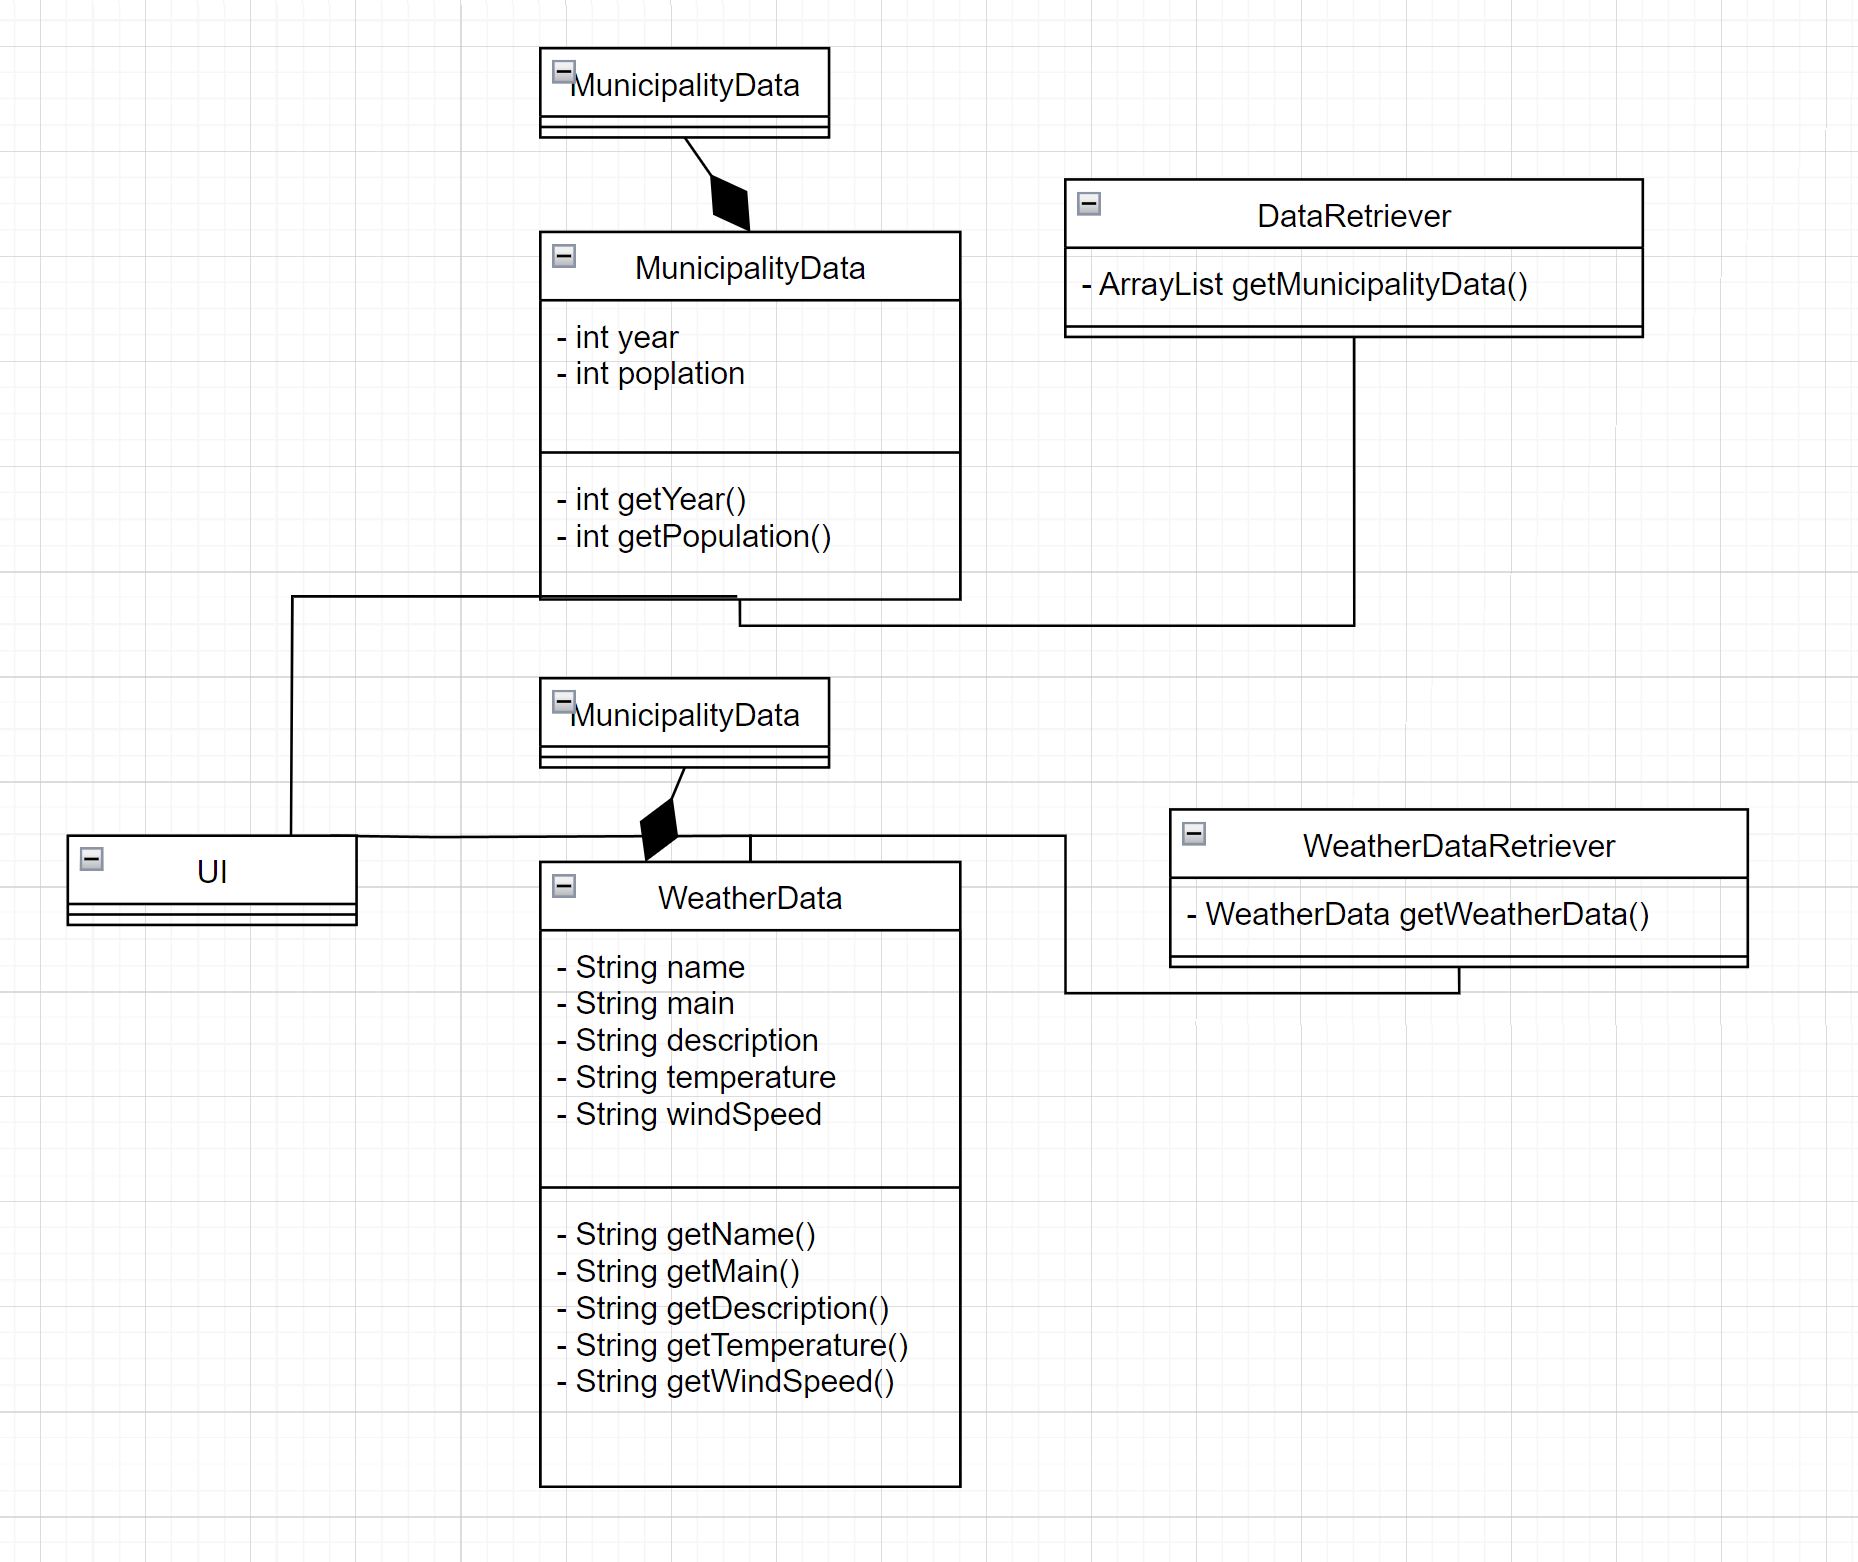 MunicipalityData
MunicipalityData
- int year
- int poplation
- int getYear()
- int getPopulation()
DataRetriever
- ArrayList getMunicipalityData()
MunicipalityData
UI
WeatherData
- String name
- String main
- String description
- String temperature
- String windSpeed
- String getName()
- String getMain()
- String getDescription()
- String getTemperature()
- String getWindSpeed()
WeatherDataRetriever
- WeatherData getWeatherData()